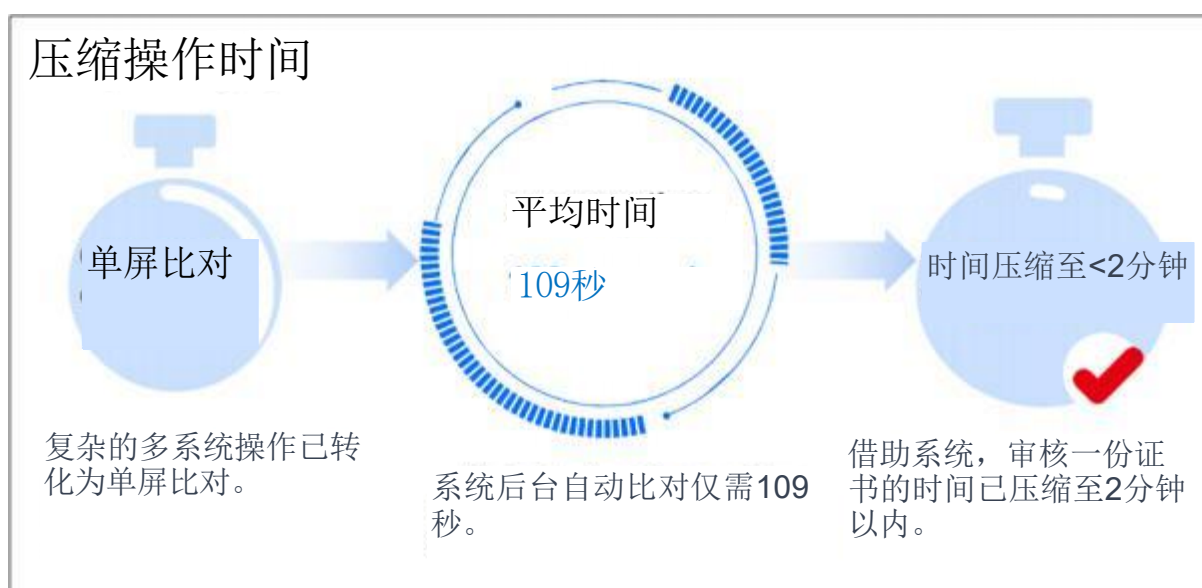 压缩操作时间
单屏比对
平均时间
109秒
时间压缩至<2分钟
复杂的多系统操作已转
化为单屏比对。
系统后台自动比对仅需109
秒。
借助系统，审核一份证
书的时间已压缩至2分钟
以内。